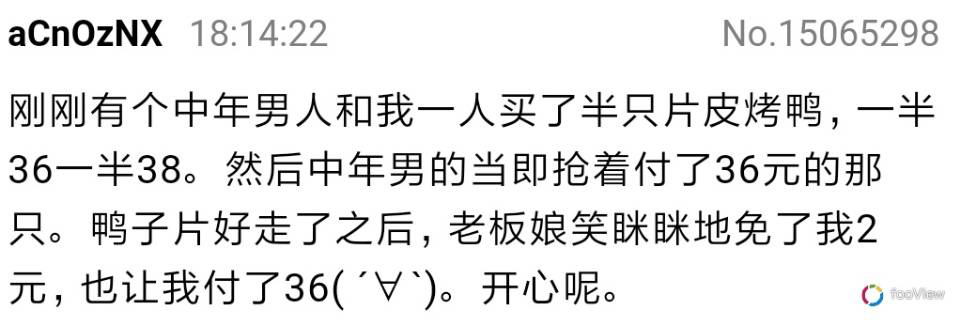 aCnOzNX 18:14:22 No.15065298
刚刚有个中年男人和我一人买了半只片皮烤鸭，一半
36一半38。然后中年男的当即抢着付了36元的那
只。鸭子片好走了之后，老板娘笑眯眯地免了我2
元，也让我付了36( ´∀`)。开心呢。
fooView